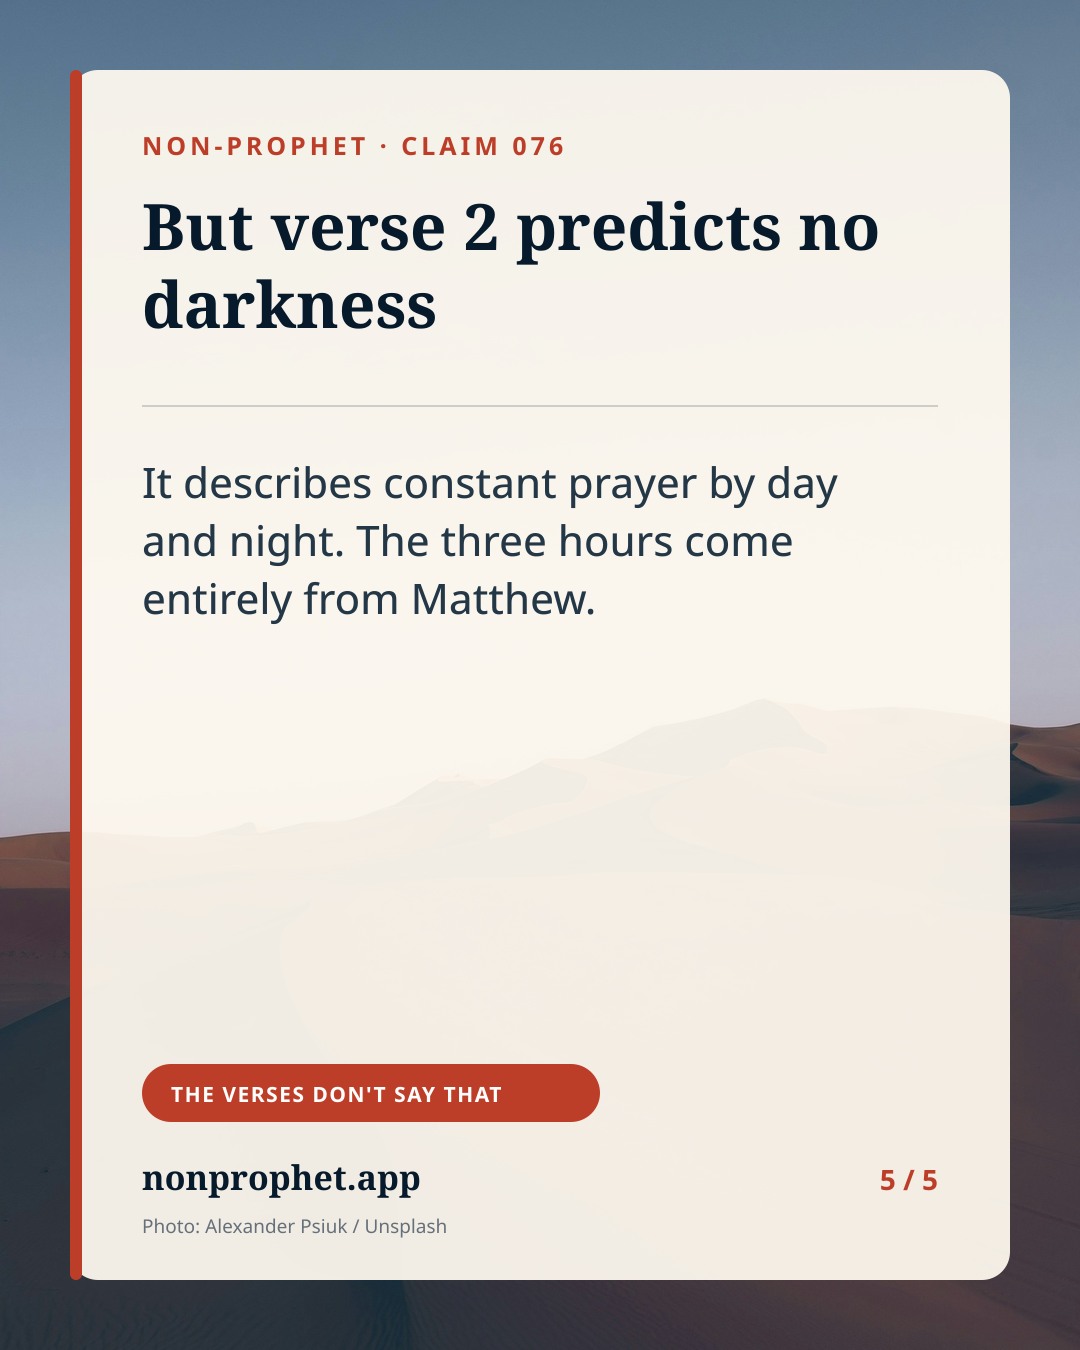 NON-PROPHET · CLAIM 076
But verse 2 predicts no
darkness
It describes constant prayer by day
and night. The three hours come
entirely from Matthew.
THE VERSES DON'T SAY THAT
nonprophet.app
5 / 5
Photo: Alexander Psiuk / Unsplash